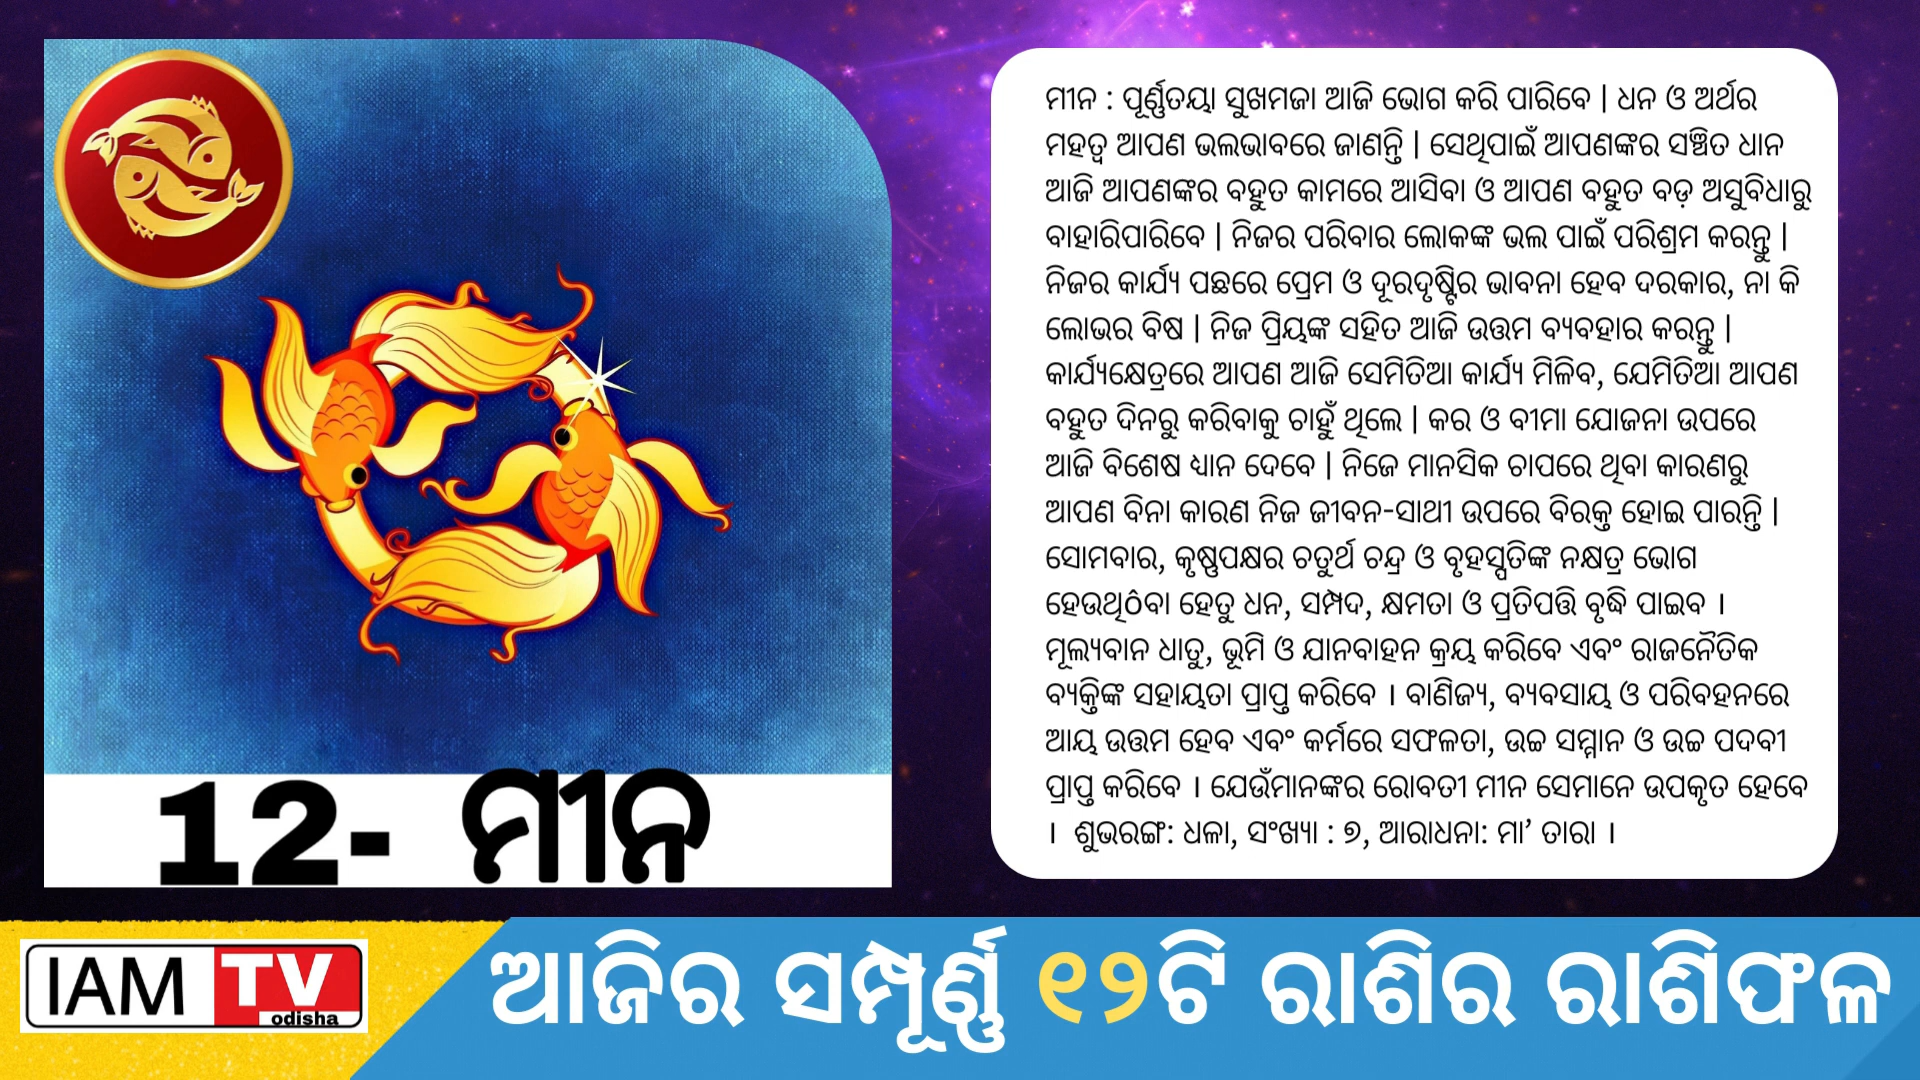 ମୀନ : ପୂର୍ଣ୍ଣତୟା ସୁଖମଜା ଆଜି ଭୋଗ କରି ପାରିବେ | ଧନ ଓ ଅର୍ଥର
ମହତ୍ୱ ଆପଣ ଭଲଭାବରେ ଜାଣନ୍ତି | ସେଥିପାଇଁ ଆପଣଙ୍କର ସଞ୍ଚିତ ଧାନ
ଆଜି ଆପଣଙ୍କର ବହୁତ କାମରେ ଆସିବା ଓ ଆପଣ ବହୁତ ବଡ଼ ଅସୁବିଧାରୁ
ବାହାରିପାରିବେ | ନିଜର ପରିବାର ଲୋକଙ୍କ ଭଲ ପାଇଁ ପରିଶ୍ରମ କରନ୍ତୁ |
ନିଜର କାର୍ଯ୍ୟ ପଛରେ ପ୍ରେମ ଓ ଦୂରଦୃଷ୍ଟିର ଭାବନା ହେବ ଦରକାର, ନା କି
ଲୋଭର ବିଷ | ନିଜ ପ୍ରିୟଙ୍କ ସହିତ ଆଜି ଉତ୍ତମ ବ୍ୟବହାର କରନ୍ତୁ |
କାର୍ଯ୍ୟକ୍ଷେତ୍ରରେ ଆପଣ ଆଜି ସେମିତିଆ କାର୍ଯ୍ୟ ମିଳିବ, ଯେମିତିଆ ଆପଣ
ବହୁତ ଦିନରୁ କରିବାକୁ ଚାହୁଁ ଥିଲେ | କର ଓ ବୀମା ଯୋଜନା ଉପରେ
ଆଜି ବିଶେଷ ଧ୍ୟାନ ଦେବେ | ନିଜେ ମାନସିକ ଚାପରେ ଥିବା କାରଣରୁ
ଆପଣ ବିନା କାରଣ ନିଜ ଜୀବନ-ସାଥୀ ଉପରେ ବିରକ୍ତ ହୋଇ ପାରନ୍ତି |
ସୋମବାର, କୃଷ୍ଣପକ୍ଷର ଚତୁର୍ଥ ଚନ୍ଦ୍ର ଓ ବୃହସ୍ପତିଙ୍କ ନକ୍ଷତ୍ର ଭୋଗ
ହେଉଥିôବା ହେତୁ ଧନ, ସମ୍ପଦ, କ୍ଷମତା ଓ ପ୍ରତିପତ୍ତି ବୃଦ୍ଧି ପାଇବ ।
ମୂଲ୍ୟବାନ ଧାତୁ, ଭୂମି ଓ ଯାନବାହନ କ୍ରୟ କରିବେ ଏବଂ ରାଜନୈତିକ
ବ୍ୟକ୍ତିଙ୍କ ସହାୟତା ପ୍ରାପ୍ତ କରିବେ । ବାଣିଜ୍ୟ, ବ୍ୟବସାୟ ଓ ପରିବହନରେ
ଆୟ ଉତ୍ତମ ହେବ ଏବଂ କର୍ମରେ ସଫଳତା, ଉଚ୍ଚ ସମ୍ମାନ ଓ ଉଚ୍ଚ ପଦବୀ
ପ୍ରାପ୍ତ କରିବେ । ଯେଉଁମାନଙ୍କର ରୋବତୀ ମୀନ ସେମାନେ ଉପକୃତ ହେବେ
। ଶୁଭରଙ୍ଗ: ଧଳା, ସଂଖ୍ୟା : ୭, ଆରାଧନା: ମା’ ତାରା ।
12- ମୀନ
IAM TV
odisha
ଆଜିର ସମ୍ପୂର୍ଣ୍ଣ ୧୨ଟି ରାଶିର ରାଶିଫଳ